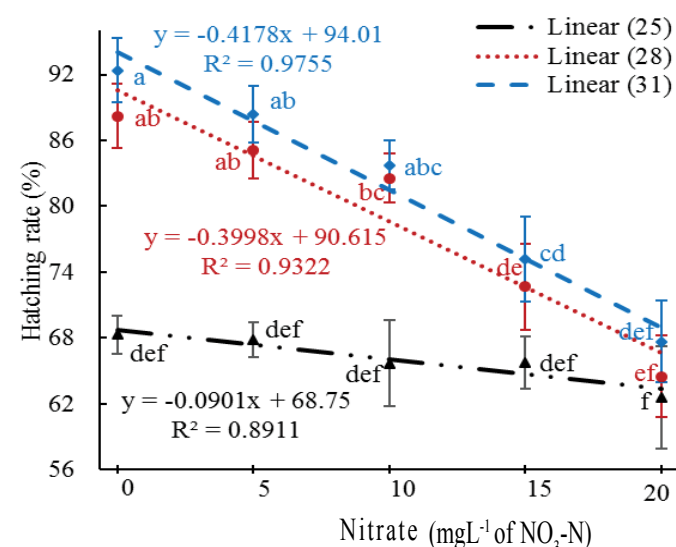 y = -0.4178x + 94.01
R² = 0.9755
Linear (25)
Linear (28)
Linear (31)
92
86
80
74
68
62
56
Hatching rate (%)
a
ab
abc
cd
def
ab
ab
bc
de
ef
y = -0.3998x + 90.615
R² = 0.9322
def
def
def
def
f
y = -0.0901x + 68.75
R² = 0.8911
0 5 10 15 20
Nitrate (mgL⁻¹ of NO₃-N)